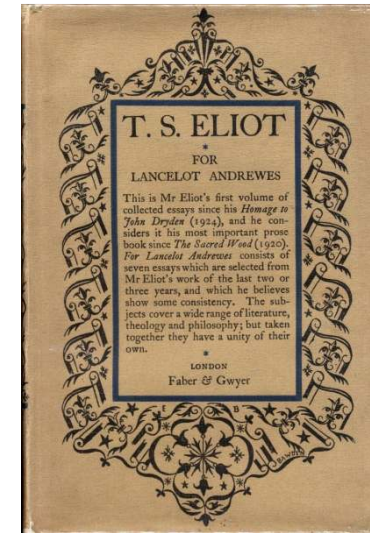 T. S. ELIOT
FOR
LANCELOT ANDREWES
This is Mr Eliot's first volume of
collected essays since his Homage to
John Dryden (1924), and he con-
siders it his most important prose
book since The Sacred Wood (1920).
For Lancelot Andrewes consists of
seven essays which are selected from
Mr Eliot's work of the last two or
three years, and which he believes
show some consistency. The sub-
jects cover a wide range of literature,
theology and philosophy; but taken
together they have a unity of their
own.
LONDON
Faber & Gwyer